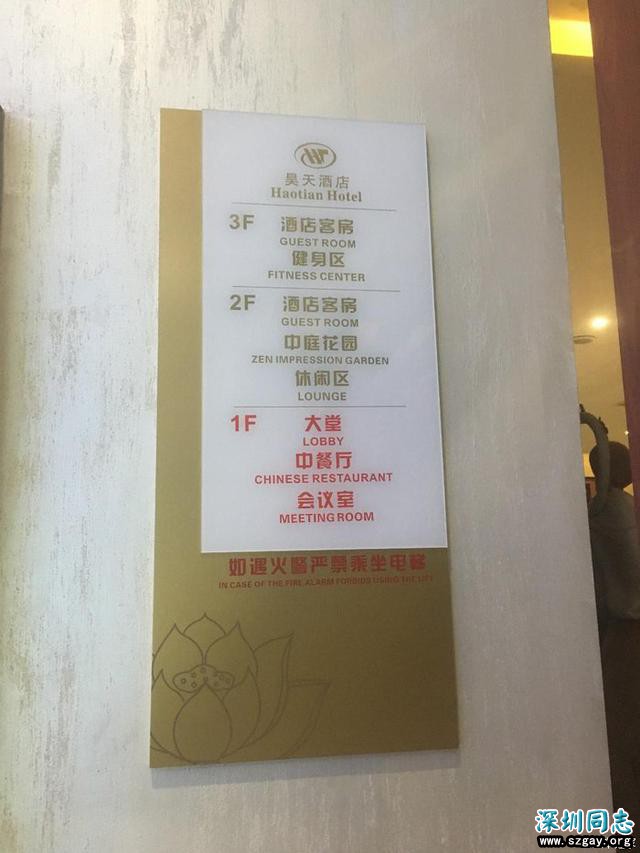 昊天酒店
Haotian Hotel
3F 酒店客房
GUEST ROOM
健身区
FITNESS CENTER
2F 酒店客房
GUEST ROOM
中庭花园
ZEN IMPRESSION GARDEN
休闲区
LOUNGE
1F 大堂
LOBBY
中餐厅
CHINESE RESTAURANT
会议室
MEETING ROOM
如遇火警严禁乘坐电梯
IN CASE OF THE FIRE ALARM FORBIDS USING THE LIFT
深圳同志
www.szgay.org